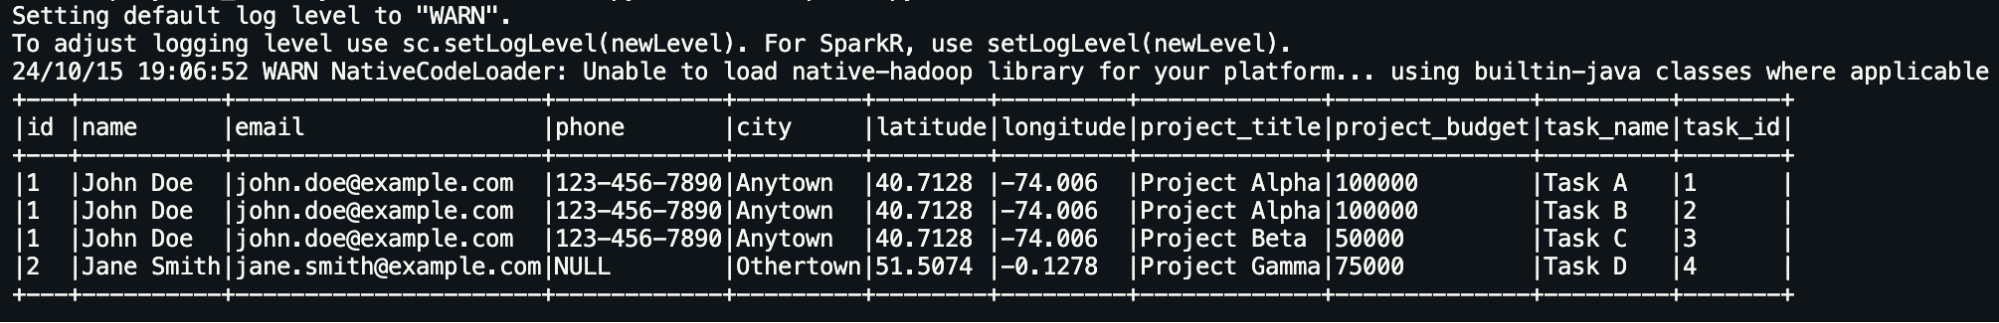 Setting default log level to "WARN".
To adjust logging level use sc.setLogLevel(newLevel). For SparkR, use setLogLevel(newLevel).
24/10/15 19:06:52 WARN NativeCodeLoader: Unable to load native-hadoop library for your platform... using builtin-java classes where applicable
+---+----------+-----------------------+------------+---------+--------+---------+-------------+--------------+---------+-------+
|id |name      |email                 |phone       |city     |latitude|longitude|project_title|project_budget|task_name|task_id|
+---+----------+-----------------------+------------+---------+--------+---------+-------------+--------------+---------+-------+
|1  |John Doe  |john.doe@example.com  |123-456-7890|Anytown  |40.7128 |-74.006  |Project Alpha|100000        |Task A   |1      |
|1  |John Doe  |john.doe@example.com  |123-456-7890|Anytown  |40.7128 |-74.006  |Project Alpha|100000        |Task B   |2      |
|1  |John Doe  |john.doe@example.com  |123-456-7890|Anytown  |40.7128 |-74.006  |Project Beta |50000         |Task C   |3      |
|2  |Jane Smith|jane.smith@example.com|NULL        |Othertown|51.5074 |-0.1278  |Project Gamma|75000         |Task D   |4      |
+---+----------+-----------------------+------------+---------+--------+---------+-------------+--------------+---------+-------+